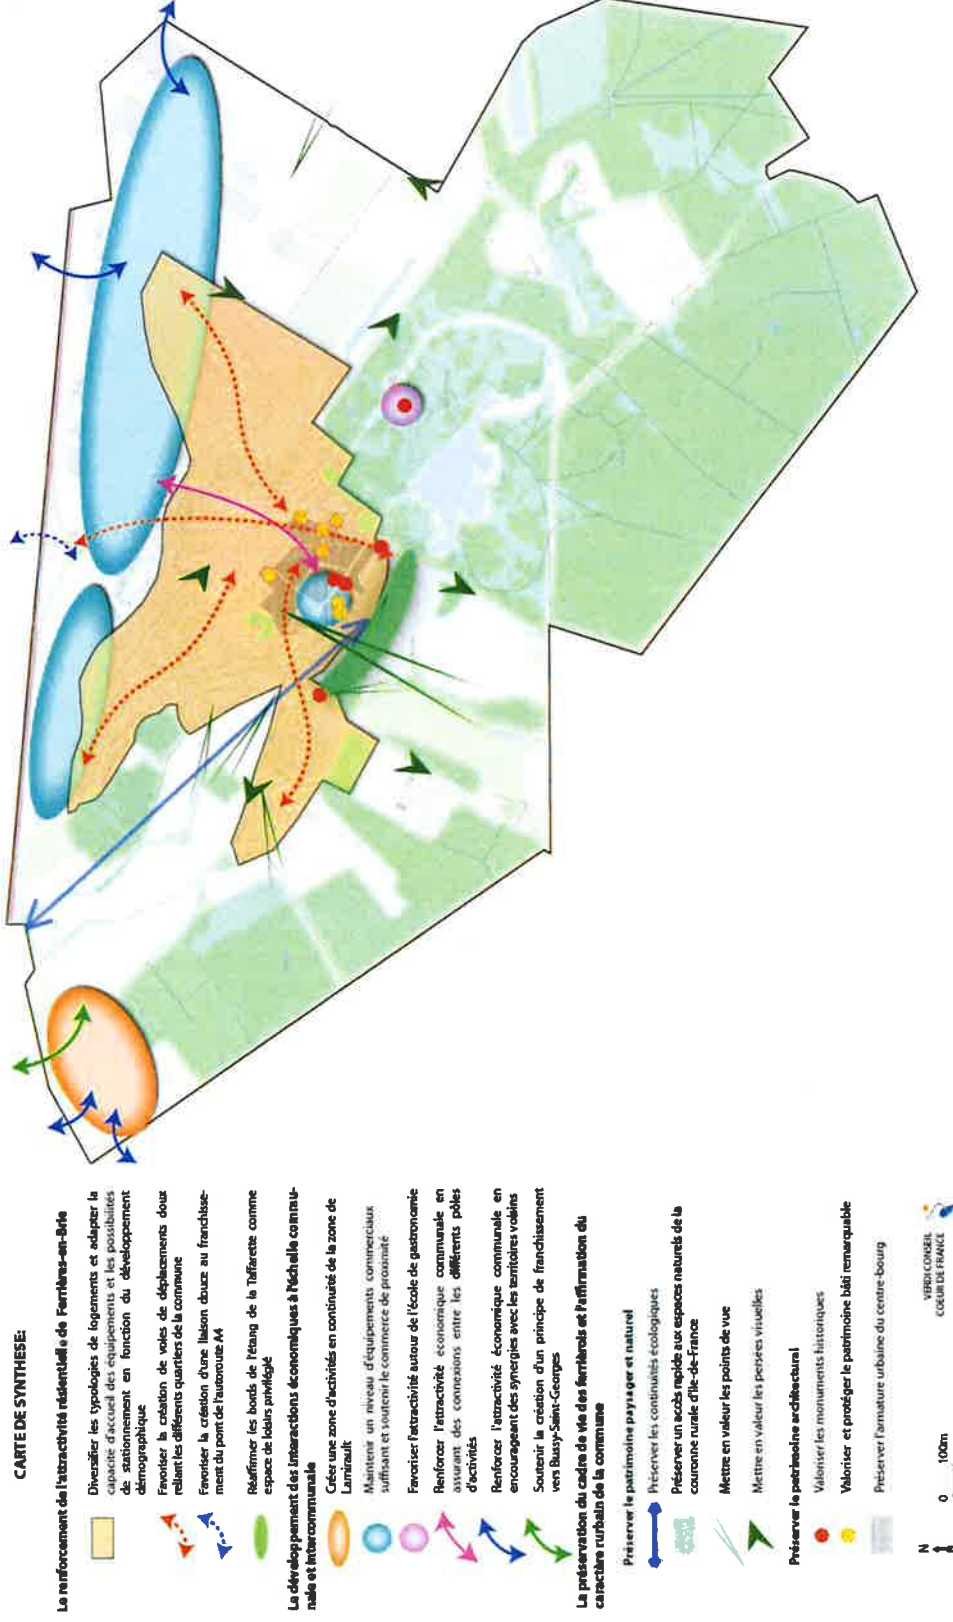 CARTE DE SYNTHESE:
Le renforcement de l'attractivité résidentielle de Ferrières-en-Brie
Diversifier les typologies de logements et adapter la
capacité d'accueil des équipements et les possibilités
de stationnement en fonction du développement
démographique
Favoriser la création de voies de déplacements doux
reliant les différents quartiers de la commune
Favoriser la création d'une liaison douce au franchisse-
ment du pont de l'autoroute A4
Réaffirmer les bords de l'étang de la Taffarette comme
espace de loisirs privilégié
Le développement des interactions économiques à l'échelle commu-
nale et intercommunale
Créer une zone d'activités en continuité de la zone de
Lamirault
Maintenir un niveau d'équipements commerciaux
suffisant et soutenir le commerce de proximité
Favoriser l'attractivité autour de l'école de gastronomie
Renforcer l'attractivité économique communale en
assurant des connexions entre les différents pôles
d'activités
Renforcer l'attractivité économique communale en
encourageant des synergies avec les territoires voisins
Soutenir la création d'un principe de franchissement
vers Bussy-Saint-Georges
La préservation du cadre de vie des ferriérois et l'affirmation du
caractère rurbain de la commune
Préserver le patrimoine paysager et naturel
Préserver les continuités écologiques
Préserver un accès rapide aux espaces naturels de la
couronne rurale d'Ile-de-France
Mettre en valeur les points de vue
Mettre en valeur les persées visuelles
Préserver le patrimoine architectural
Valoriser les monuments historiques
Valoriser et protéger le patrimoine bâti remarquable
Préserver l'armature urbaine du centre-bourg
N
0 100m
VERDI CONSEIL
COEUR DE FRANCE